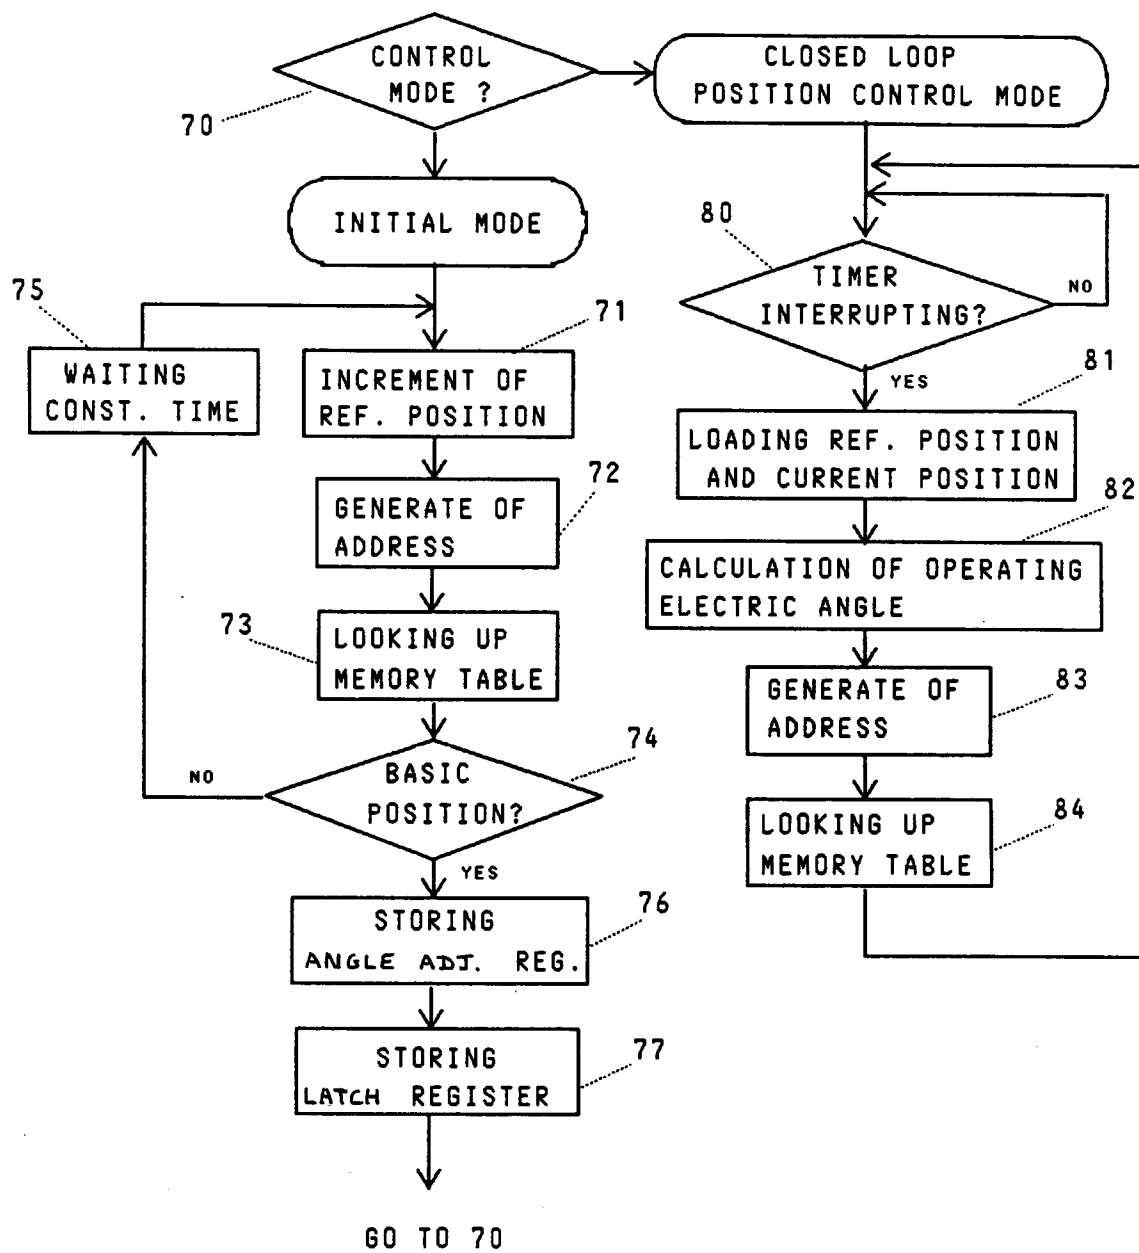 CONTROL
MODE ?
70
CLOSED LOOP
POSITION CONTROL MODE
INITIAL MODE
75
WAITING
CONST. TIME
71
INCREMENT OF
REF. POSITION
72
GENERATE OF
ADDRESS
73
LOOKING UP
MEMORY TABLE
74
BASIC
POSITION?
NO
YES
76
STORING
ANGLE ADJ. REG.
77
STORING
LATCH REGISTER
GO TO 70
80
TIMER
INTERRUPTING?
NO
YES
81
LOADING REF. POSITION
AND CURRENT POSITION
82
CALCULATION OF OPERATING
ELECTRIC ANGLE
83
GENERATE OF
ADDRESS
84
LOOKING UP
MEMORY TABLE